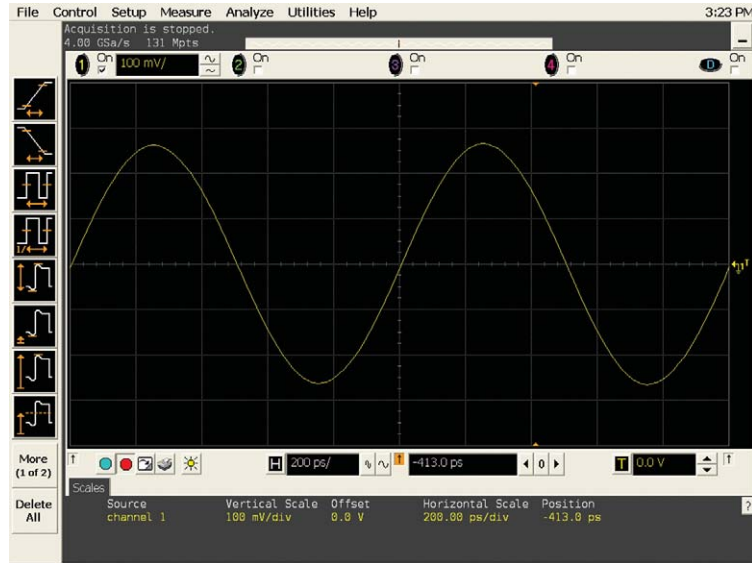 File Control Setup Measure Analyze Utilities Help 3:23 PM
Acquisition is stopped.
4.00 GSa/s 131 Mpts
1 On 100 mV/ 2 On 3 On 4 On D On
1/
T
More
(1 of 2)
Delete
All
H 200 ps/ -413.0 ps 0 T 0.0 V
Scales
Source Vertical Scale Offset Horizontal Scale Position
channel 1 100 mV/div 0.0 V 200.00 ps/div -413.0 ps
?